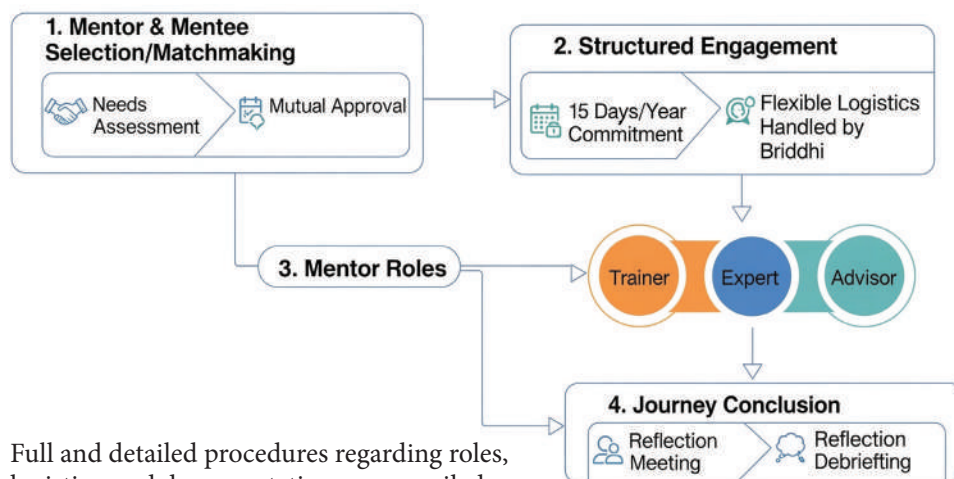 1. Mentor & Mentee
Selection/Matchmaking
Needs
Assessment
Mutual Approval
2. Structured Engagement
15 Days/Year
Commitment
Flexible Logistics
Handled by
Briddhi
3. Mentor Roles
Trainer
Expert
Advisor
4. Journey Conclusion
Reflection
Meeting
Reflection
Debriefting
Full and detailed procedures regarding roles,